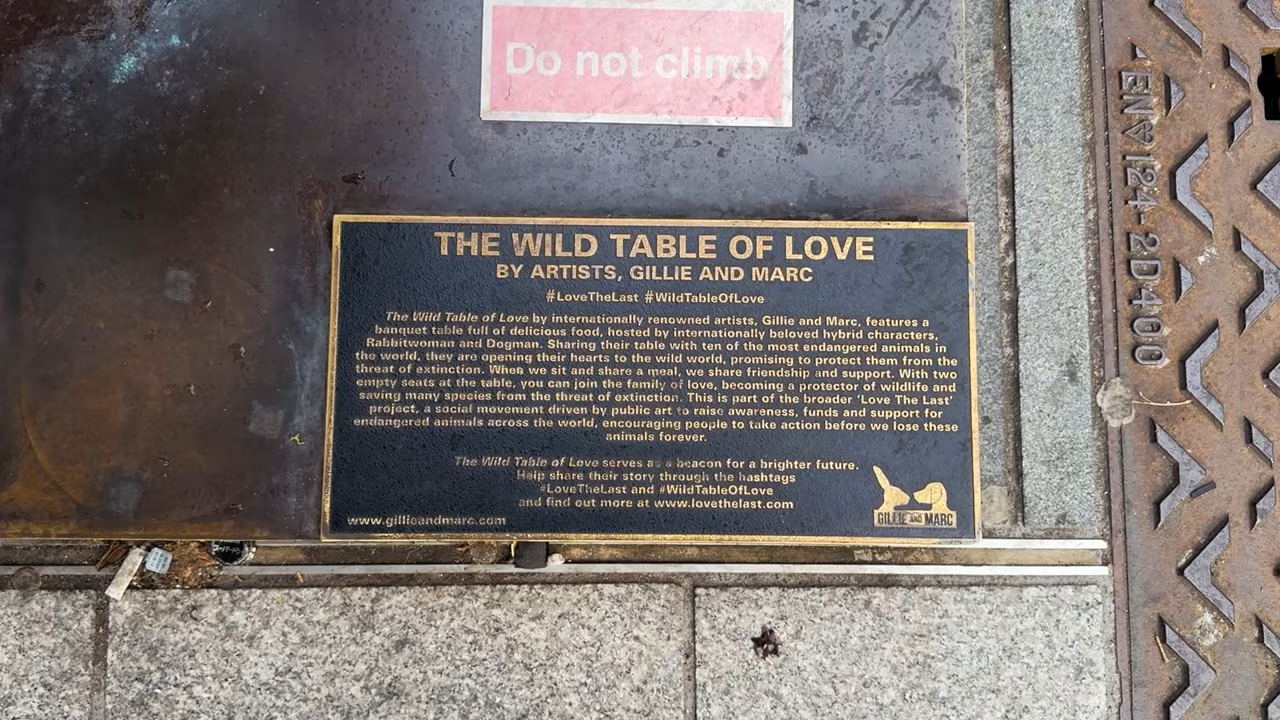 Do not climb
THE WILD TABLE OF LOVE
BY ARTISTS, GILLIE AND MARC
#LoveTheLast #WildTableOfLove
The Wild Table of Love by internationally renowned artists, Gillie and Marc, features a
banquet table full of delicious food, hosted by internationally beloved hybrid characters,
Rabbitwoman and Dogman. Sharing their table with ten of the most endangered animals in
the world, they are opening their hearts to the wild world, promising to protect them from the
threat of extinction. When we sit and share a meal, we share friendship and support. With two
empty seats at the table, you can join the family of love, becoming a protector of wildlife and
saving many species from the threat of extinction. This is part of the broader 'Love The Last'
project, a social movement driven by public art to raise awareness, funds and support for
endangered animals across the world, encouraging people to take action before we lose these
animals forever.
The Wild Table of Love serves as a beacon for a brighter future.
Help share their story through the hashtags
#LoveTheLast and #WildTableOfLove
and find out more at www.lovethelast.com
www.gillieandmarc.com
GILLIE AND MARC
EN 124-2D400